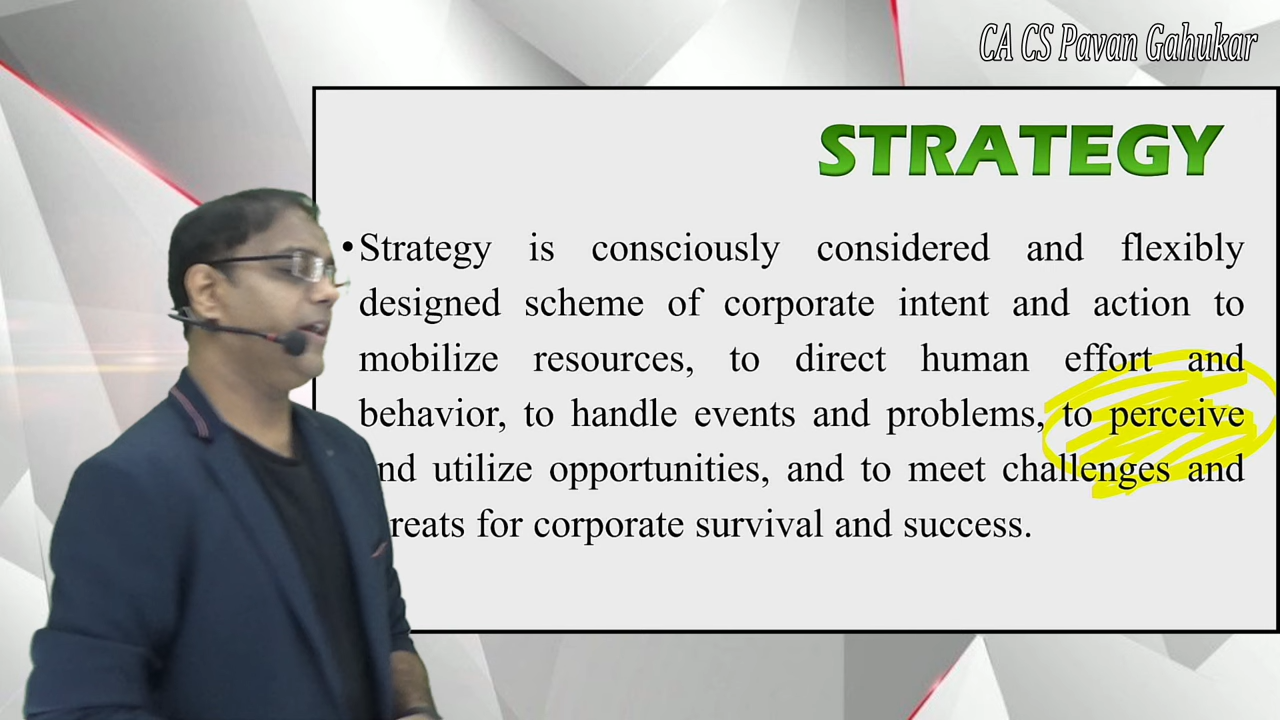 CA CS Pavan Gahukar
STRATEGY
•Strategy is consciously considered and flexibly
designed scheme of corporate intent and action to
mobilize resources, to direct human effort and
behavior, to handle events and problems, to perceive
nd utilize opportunities, and to meet challenges and
reats for corporate survival and success.